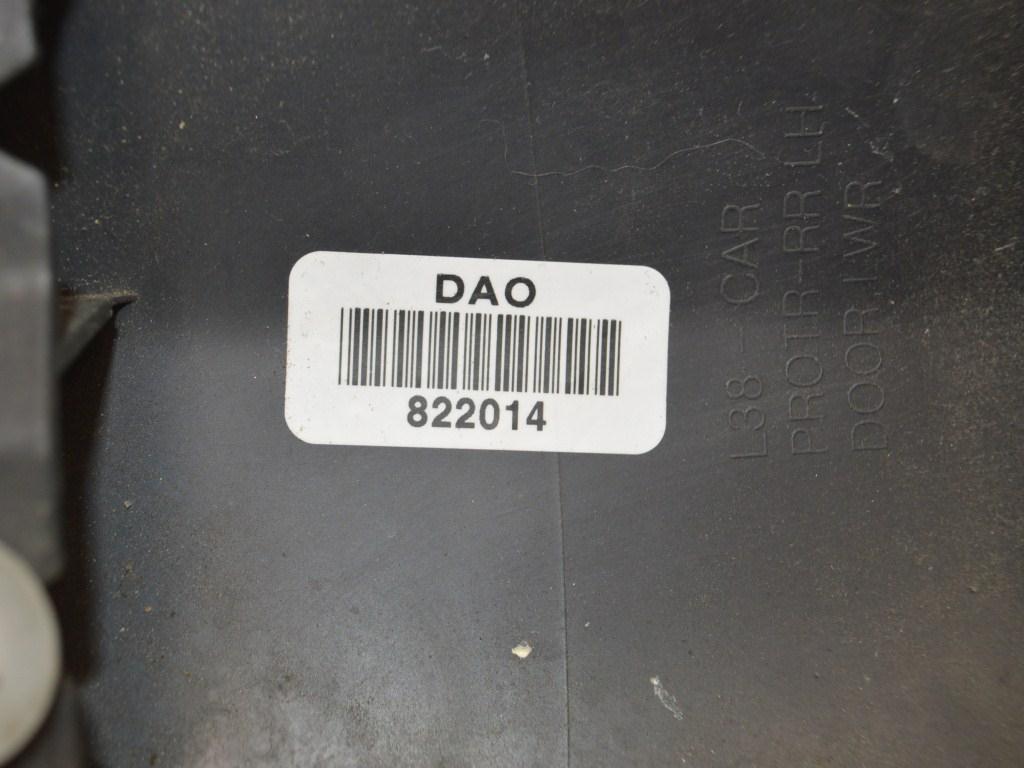 DAO
822014
L38-CAR
PROTR-RR LH
DOOR.LWR